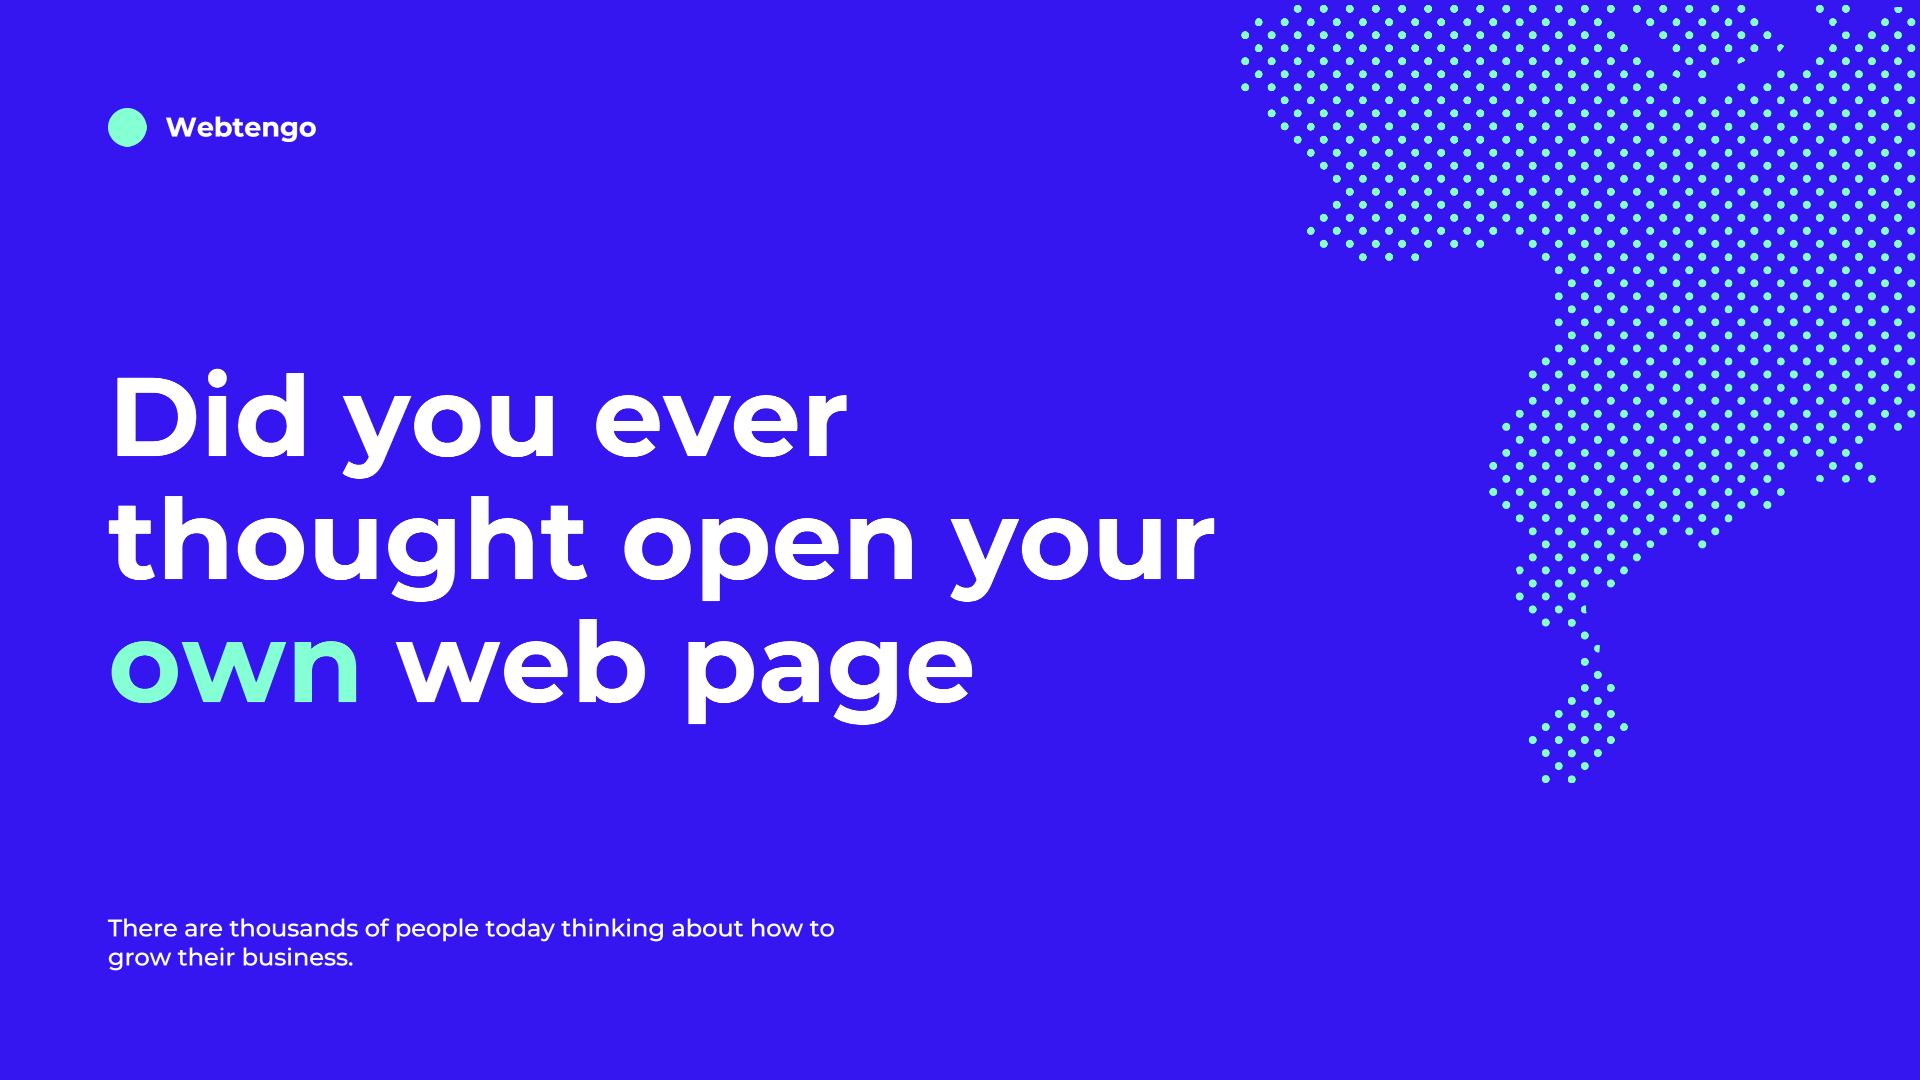 Webtengo
Did you ever
thought open your
own web page
There are thousands of people today thinking about how to
grow their business.